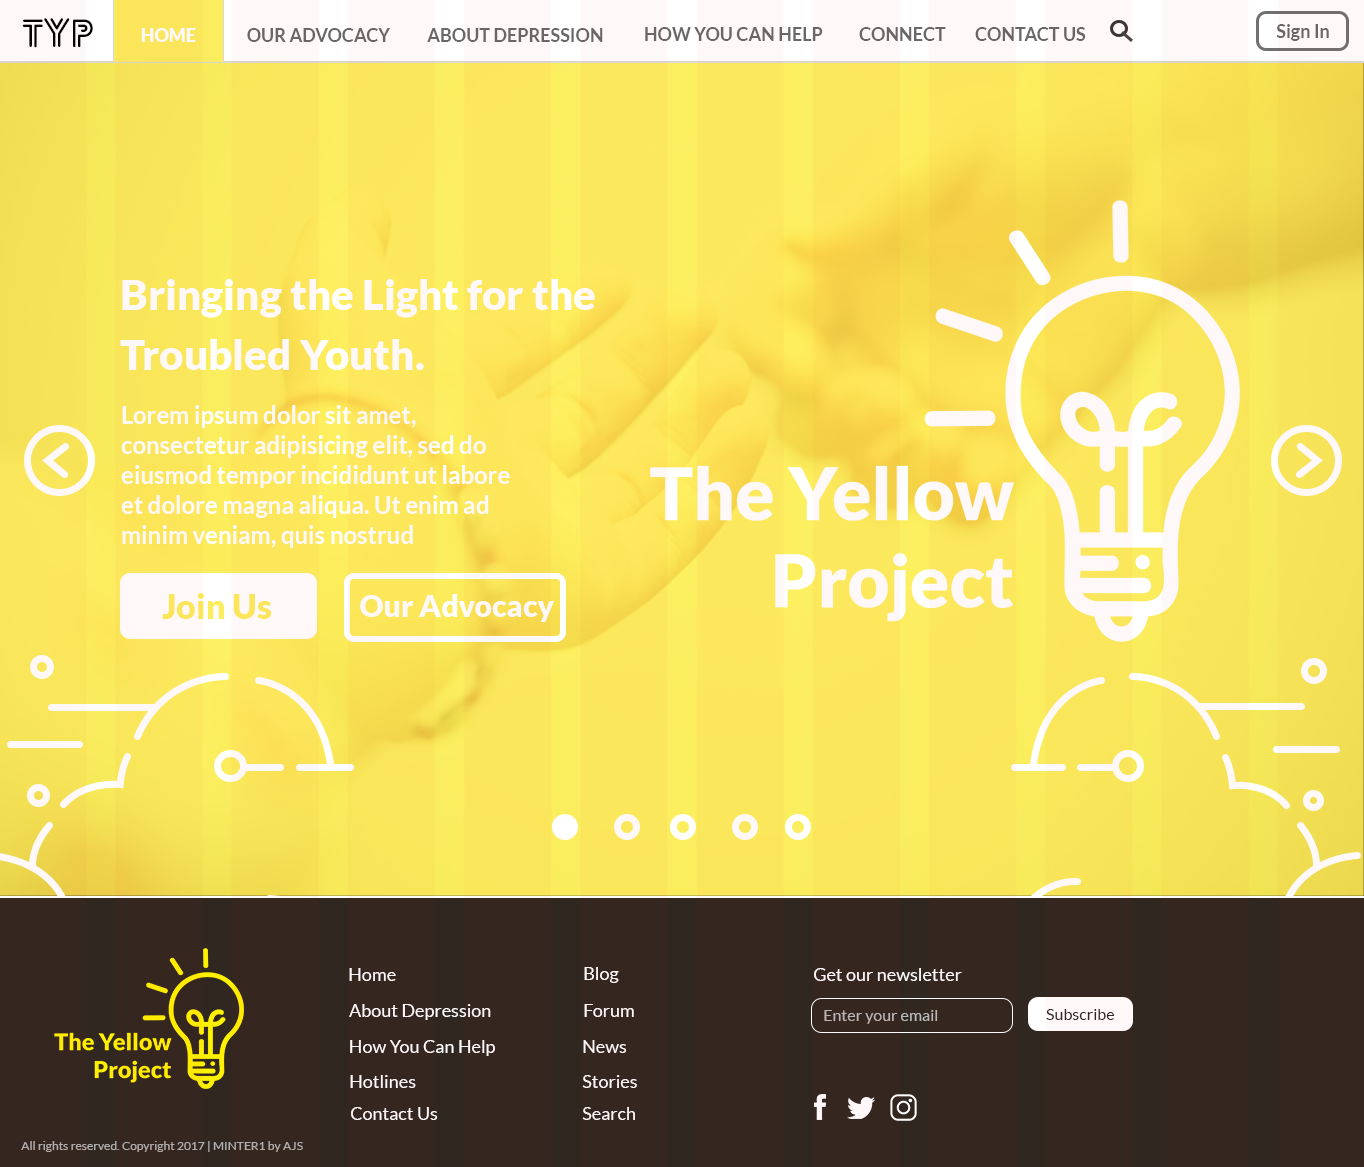 TYP
HOME
OUR ADVOCACY
ABOUT DEPRESSION
HOW YOU CAN HELP
CONNECT
CONTACT US
Sign In
Bringing the Light for the
Troubled Youth.
Lorem ipsum dolor sit amet,
consectetur adipisicing elit, sed do
eiusmod tempor incididunt ut labore
et dolore magna aliqua. Ut enim ad
minim veniam, quis nostrud
Join Us
Our Advocacy
The Yellow
Project
The Yellow
Project
Home
About Depression
How You Can Help
Hotlines
Contact Us
Blog
Forum
News
Stories
Search
Get our newsletter
Enter your email
Subscribe
All rights reserved. Copyright 2017 | MINTER1 by AJS